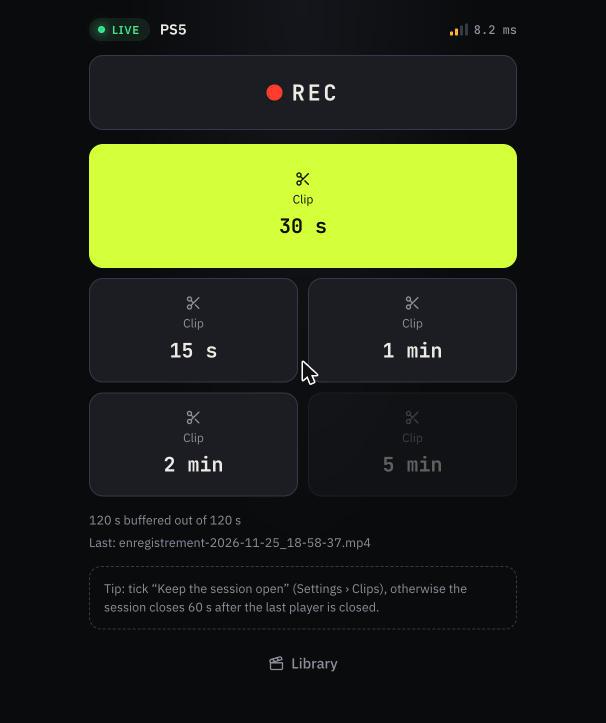 LIVE PS5 8.2 ms
REC
Clip
30 s
Clip
15 s
Clip
1 min
Clip
2 min
Clip
5 min
120 s buffered out of 120 s
Last: enregistrement-2026-11-25_18-58-37.mp4
Tip: tick “Keep the session open” (Settings › Clips), otherwise the
session closes 60 s after the last player is closed.
Library